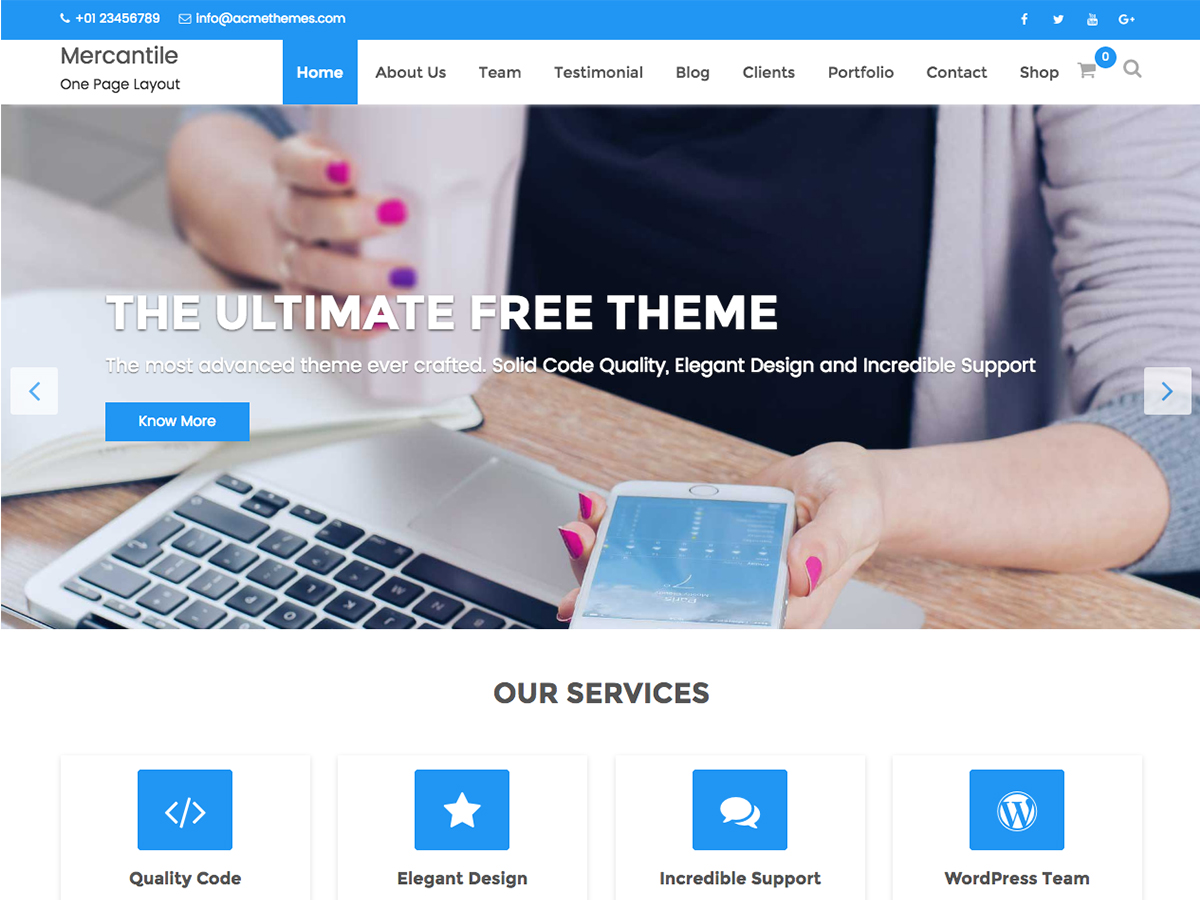 +01 23456789 info@acmethemes.com
Mercantile
One Page Layout
Home About Us Team Testimonial Blog Clients Portfolio Contact Shop 0
THE ULTIMATE FREE THEME
The most advanced theme ever crafted. Solid Code Quality, Elegant Design and Incredible Support
Know More
OUR SERVICES
Quality Code Elegant Design Incredible Support WordPress Team